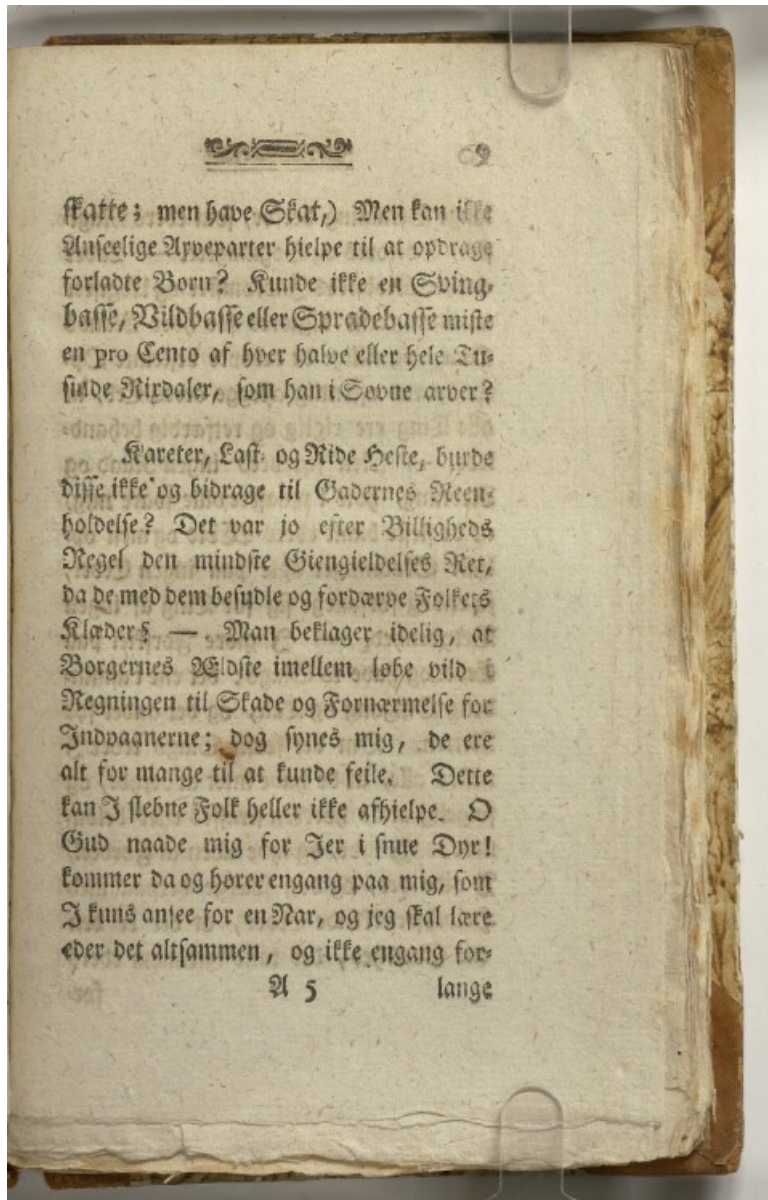 9
skatte; men have Skat,) Men kan ikke
Anseelige Arveparter hielpe til at opdrage
forladte Born? Kunde ikke en Sving-
basse, Vildbasse eller Spradebasse miste
en pro Cento af hver halve eller hele Tu-
sinde Rixdaler, som han i Sovne arver?
Kareter, Last- og Ride Heste, burde
disse ikke og bidrage til Gadernes Reen-
holdelse? Det var jo efter Billigheds
Regel den mindste Giengieldelses Ret,
da de med dem besudle og fordærve Folkets
Klæder? —. Man beklager idelig, at
Borgernes Ældste imellem løbe vild i
Regningen til Skade og Fornærmelse for
Indvaanerne; dog synes mig, de ere
alt for mange til at kunde feile. Dette
kan I slebne Folk heller ikke afhielpe. O
Gud naade mig for Jer i snue Dyr!
kommer da og hører engang paa mig, som
I kuns ansee for en Nar, og jeg skal lære
eder det altsammen, og ikke engang for-
A 5 lange